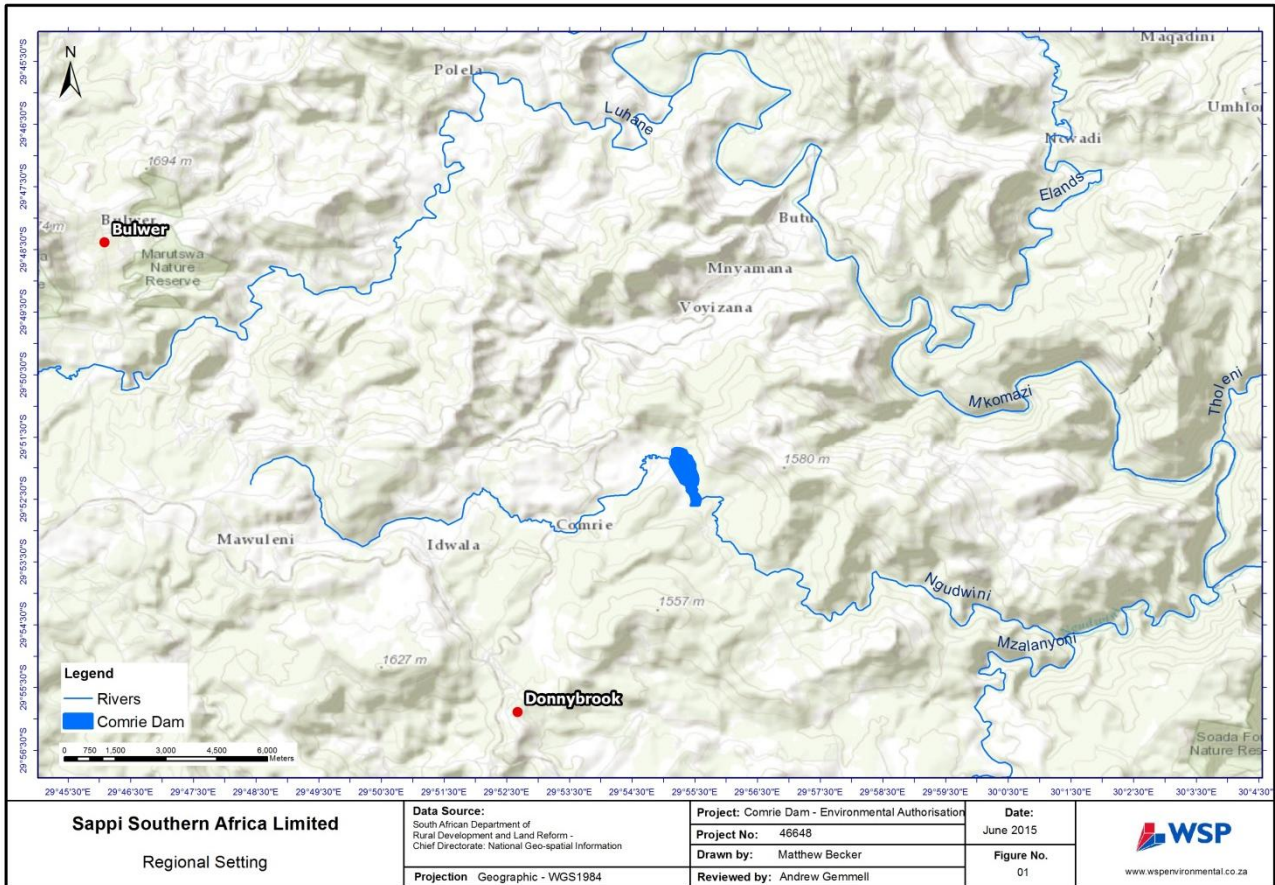 N
Polela
Luhane
Maqadini
Ncwadi
Elands
1694 m
Bulwer
Bulwer
Marutswa
Nature
Reserve
Butu
Mnyamana
Voyizana
Mkomazi
Tholeni
1580 m
Mawuleni
Idwala
Comrie
Ngudwini
Mzalanyoni
1557 m
1627 m
Donnybrook
29°45'30"S
29°46'30"S
29°47'30"S
29°48'30"S
29°49'30"S
29°50'30"S
29°51'30"S
29°52'30"S
29°53'30"S
29°54'30"S
29°55'30"S
29°56'30"S
Legend
Rivers
Comrie Dam
0 750 1,500 3,000 4,500 6,000
Meters
29°45'30"E 29°46'30"E 29°47'30"E 29°48'30"E 29°49'30"E 29°50'30"E 29°51'30"E 29°52'30"E 29°53'30"E 29°54'30"E 29°55'30"E 29°56'30"E 29°57'30"E 29°58'30"E 29°59'30"E 30°0'30"E 30°1'30"E 30°2'30"E 30°3'30"E 30°4'30"E
Sappi Southern Africa Limited
Regional Setting
Data Source:
South African Department of
Rural Development and Land Reform -
Chief Directorate: National Geo-spatial Information
Projection Geographic - WGS1984
Project: Comrie Dam - Environmental Authorisation
Project No: 46648
Drawn by: Matthew Becker
Reviewed by: Andrew Gemmell
Date:
June 2015
Figure No.
01
WSP
www.wspenvironmental.co.za